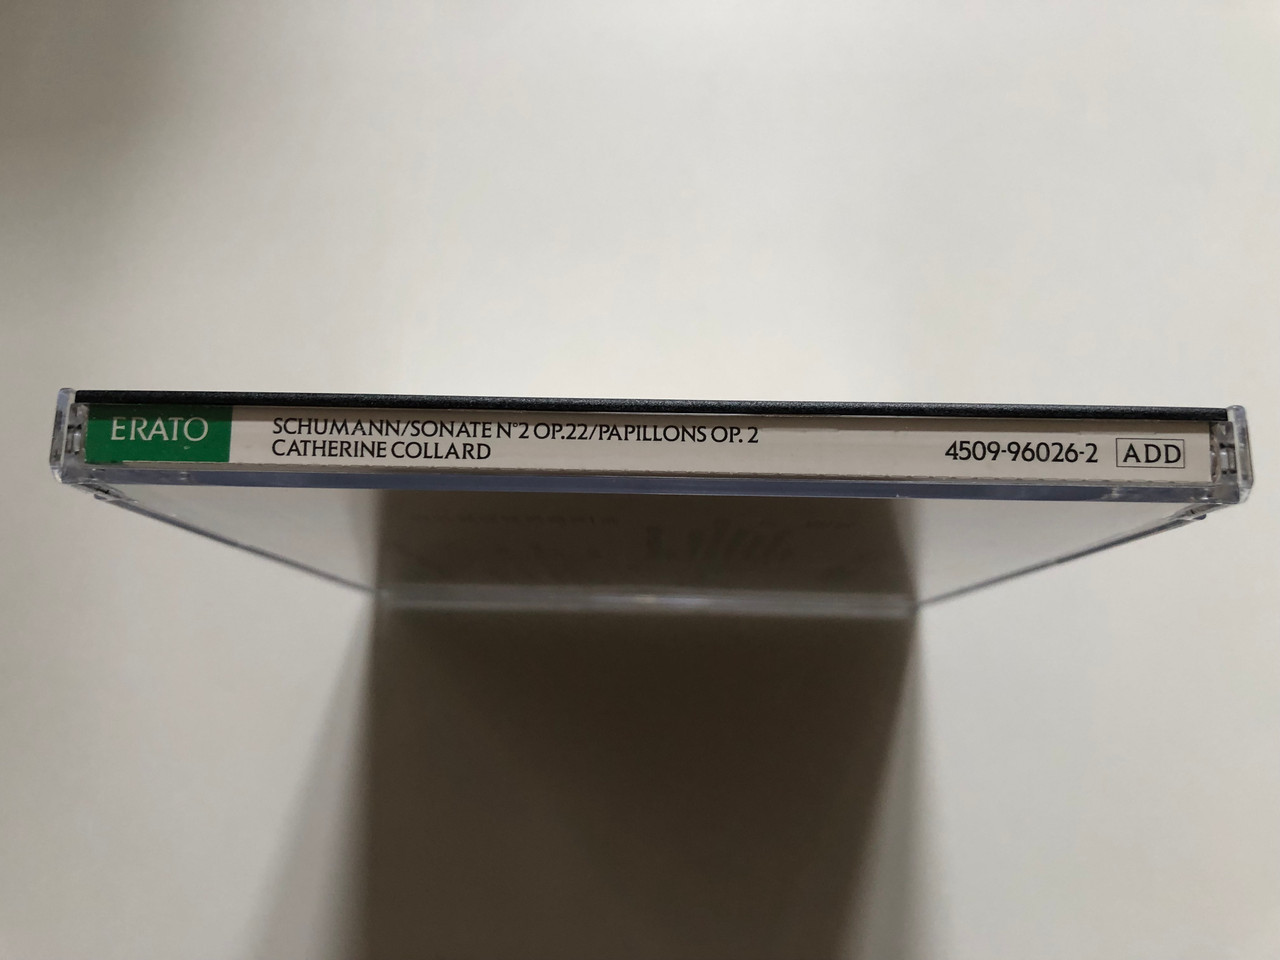 ERATO
SCHUMANN/SONATE N°2 OP.22/PAPILLONS OP. 2
CATHERINE COLLARD
4509-96026-2 ADD